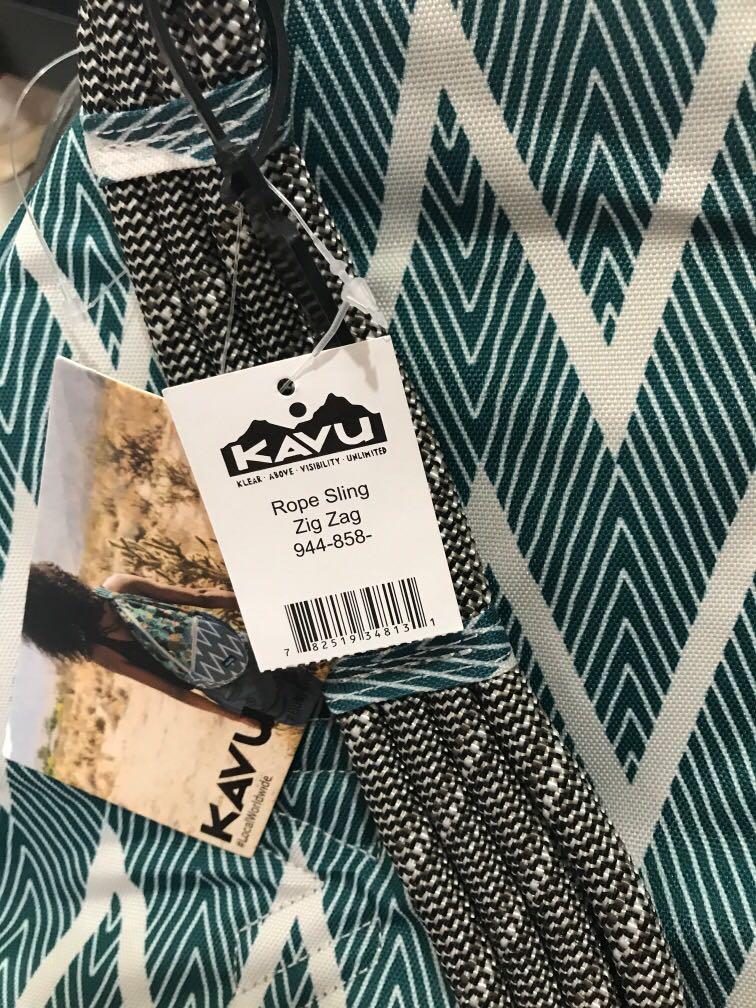 KAVU
KLEAR · ABOVE · VISIBILITY · UNLIMITED
Rope Sling
Zig Zag
944-858-
7 82519 34813 1
KAVU
#LocalWorldwide